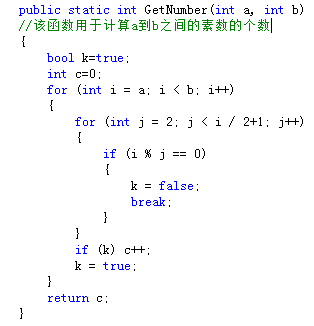 public static int GetNumber(int a, int b)
//该函数用于计算a到b之间的素数的个数
{
bool k=true;
int c=0;
for (int i = a; i < b; i++)
{
for (int j = 2; j < i / 2+1; j++)
{
if (i % j == 0)
{
k = false;
break;
}
}
if (k) c++;
k = true;
}
return c;
}